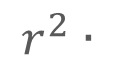 r² ·